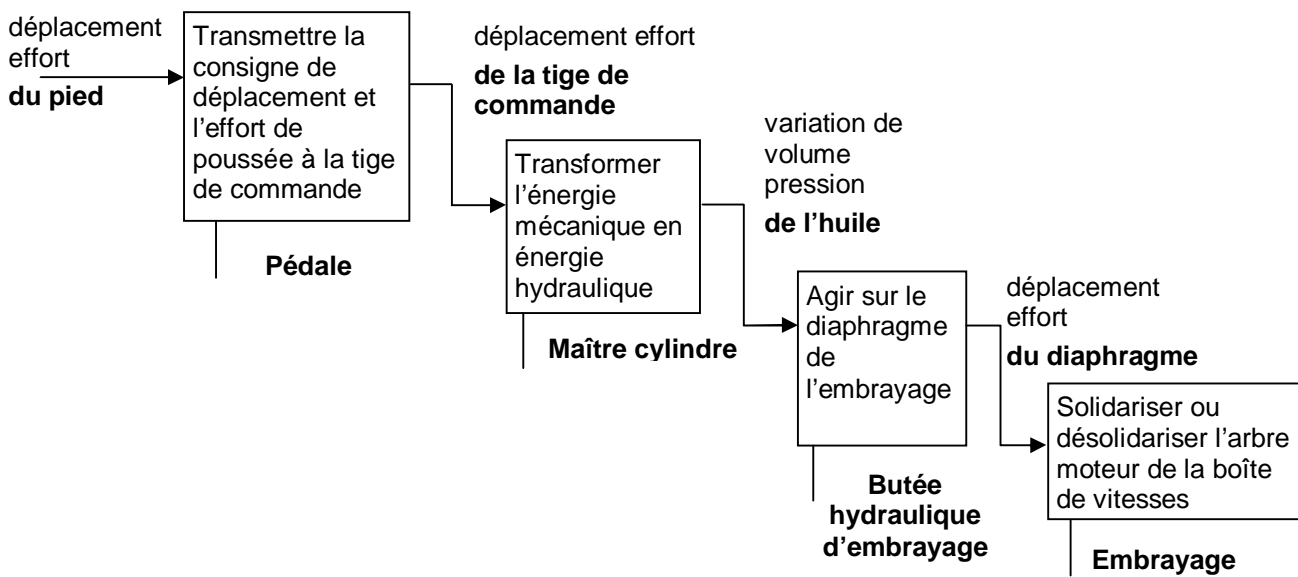 déplacement
effort
du pied
Transmettre la
consigne de
déplacement et
l'effort de
poussée à la tige
de commande
Pédale
déplacement effort
de la tige de
commande
Transformer
l'énergie
mécanique en
énergie
hydraulique
Maître cylindre
variation de
volume
pression
de l'huile
Agir sur le
diaphragme
de
l'embrayage
Butée
hydraulique
d'embrayage
déplacement
effort
du diaphragme
Solidariser ou
désolidariser l'arbre
moteur de la boîte
de vitesses
Embrayage